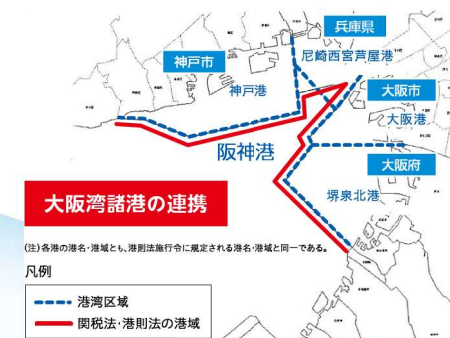 兵庫県
尼崎西宮芦屋港
神戸市
神戸港
大阪市
大阪港
阪神港
大阪府
堺泉北港
大阪湾諸港の連携
(注)各港の港名・港域とも、港則法施行令に規定される港名・港域と同一である。
凡例
港湾区域
関税法・港則法の港域